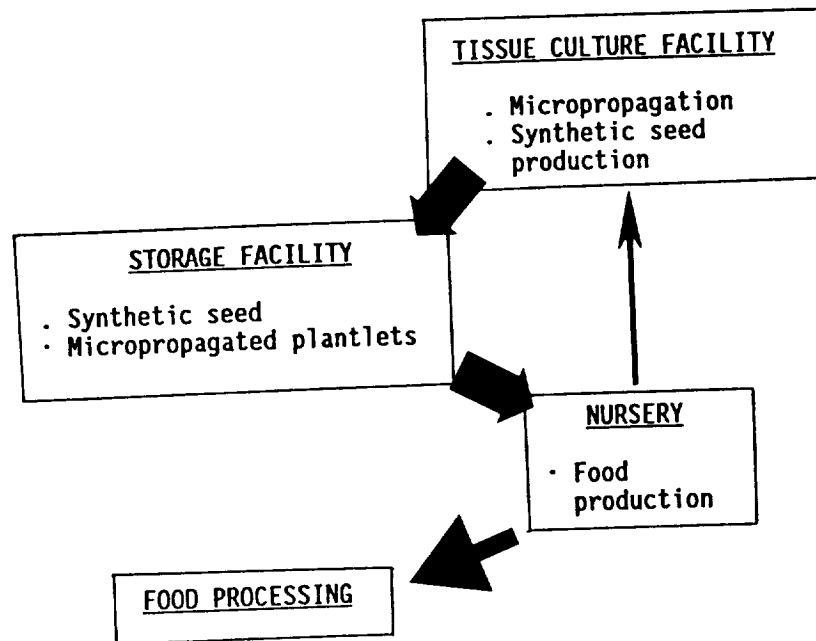 TISSUE CULTURE FACILITY
. Micropropagation
. Synthetic seed
production
STORAGE FACILITY
. Synthetic seed
. Micropropagated plantlets
NURSERY
. Food
production
FOOD PROCESSING